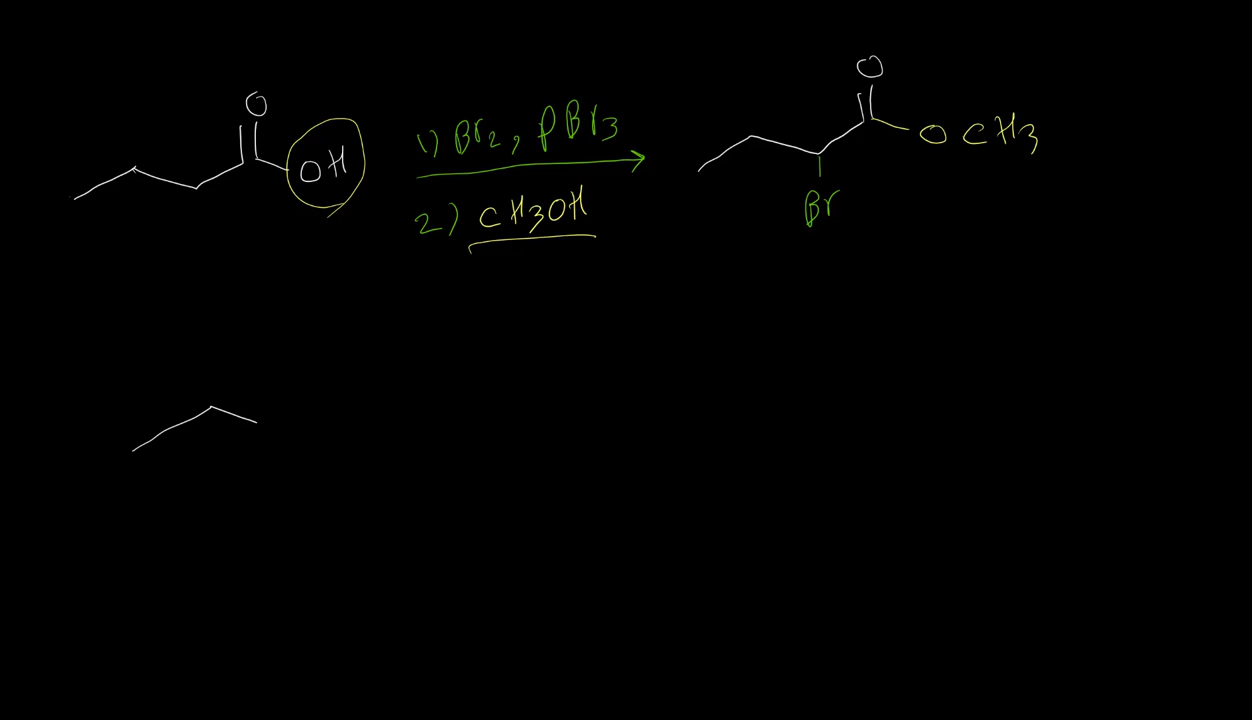 O
OH
1) Br2, PBr3
2) CH3OH
O
OCH3
Br